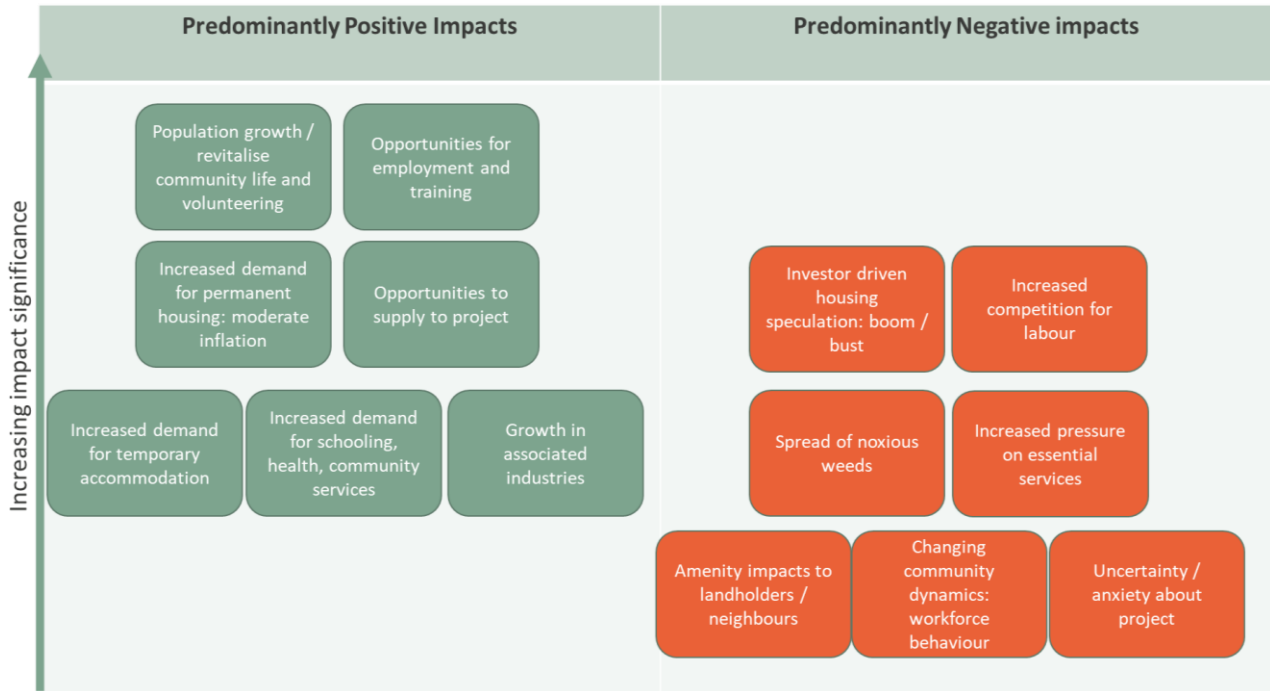 Predominantly Positive Impacts
Predominantly Negative impacts
Increasing impact significance
Population growth /
revitalise
community life and
volunteering
Opportunities for
employment and
training
Increased demand
for permanent
housing: moderate
inflation
Opportunities to
supply to project
Investor driven
housing
speculation: boom /
bust
Increased
competition for
labour
Increased demand
for temporary
accommodation
Increased demand
for schooling,
health, community
services
Growth in
associated
industries
Spread of noxious
weeds
Increased pressure
on essential
services
Amenity impacts to
landholders /
neighbours
Changing
community
dynamics:
workforce
behaviour
Uncertainty /
anxiety about
project